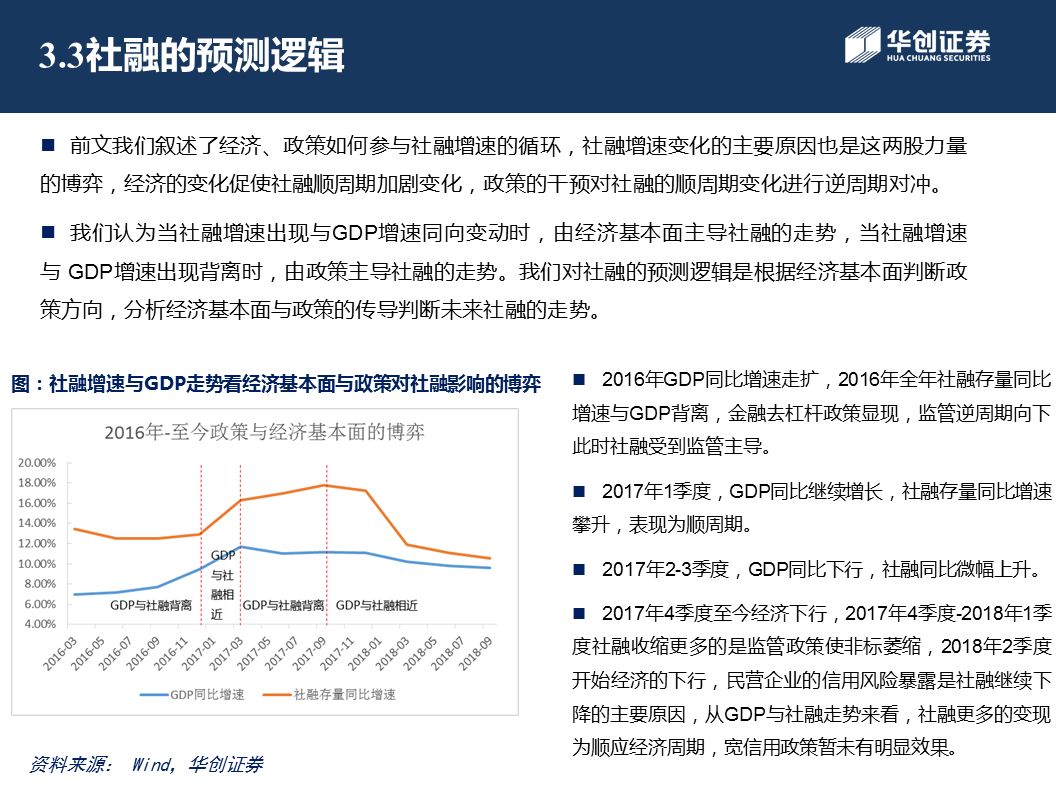 3.3社融的预测逻辑
华创证券
HUA CHUANG SECURITIES
■ 前文我们叙述了经济、政策如何参与社融增速的循环，社融增速变化的主要原因也是这两股力量
的博弈，经济的变化促使社融顺周期加剧变化，政策的干预对社融的顺周期变化进行逆周期对冲。
■ 我们认为当社融增速出现与GDP增速同向变动时，由经济基本面主导社融的走势，当社融增速
与 GDP增速出现背离时，由政策主导社融的走势。我们对社融的预测逻辑是根据经济基本面判断政
策方向，分析经济基本面与政策的传导判断未来社融的走势。
图：社融增速与GDP走势看经济基本面与政策对社融影响的博弈
2016年-至今政策与经济基本面的博弈
20.00%
18.00%
16.00%
14.00%
12.00%
10.00%
8.00%
6.00%
4.00%
GDP与社融背离
GDP
与社
融相
近
GDP与社融背离
GDP与社融相近
2016-03
2016-05
2016-07
2016-09
2016-11
2017-01
2017-03
2017-05
2017-07
2017-09
2017-11
2018-01
2018-03
2018-05
2018-07
2018-09
GDP同比增速
社融存量同比增速
■ 2016年GDP同比增速走扩，2016年全年社融存量同比
增速与GDP背离，金融去杠杆政策显现，监管逆周期向下
此时社融受到监管主导。
■ 2017年1季度，GDP同比继续增长，社融存量同比增速
攀升，表现为顺周期。
■ 2017年2-3季度，GDP同比下行，社融同比微幅上升。
■ 2017年4季度至今经济下行，2017年4季度-2018年1季
度社融收缩更多的是监管政策使非标萎缩，2018年2季度
开始经济的下行，民营企业的信用风险暴露是社融继续下
降的主要原因，从GDP与社融走势来看，社融更多的变现
为顺应经济周期，宽信用政策暂未有明显效果。
资料来源： Wind，华创证券